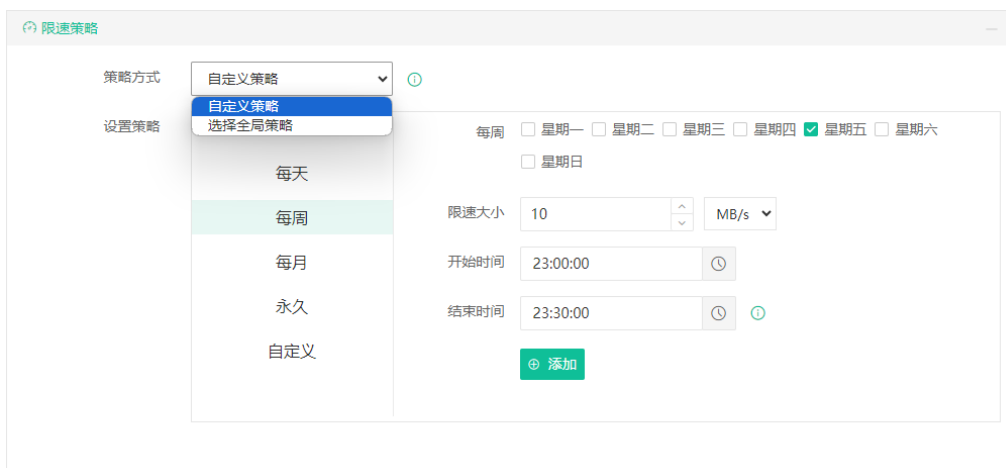 限速策略
策略方式
自定义策略
自定义策略
选择全局策略
设置策略
每天
每周
每月
永久
自定义
每周 星期一 星期二 星期三 星期四 星期五 星期六
星期日
限速大小 10 MB/s
开始时间 23:00:00
结束时间 23:30:00
添加